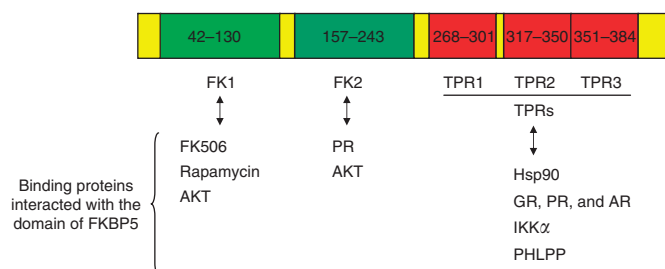 42–130 157–243 268–301 317–350 351–384
FK1 FK2 TPR1 TPR2 TPR3
TPRs
Binding proteins
interacted with the
domain of FKBP5
FK506
Rapamycin
AKT
PR
AKT
Hsp90
GR, PR, and AR
IKKα
PHLPP